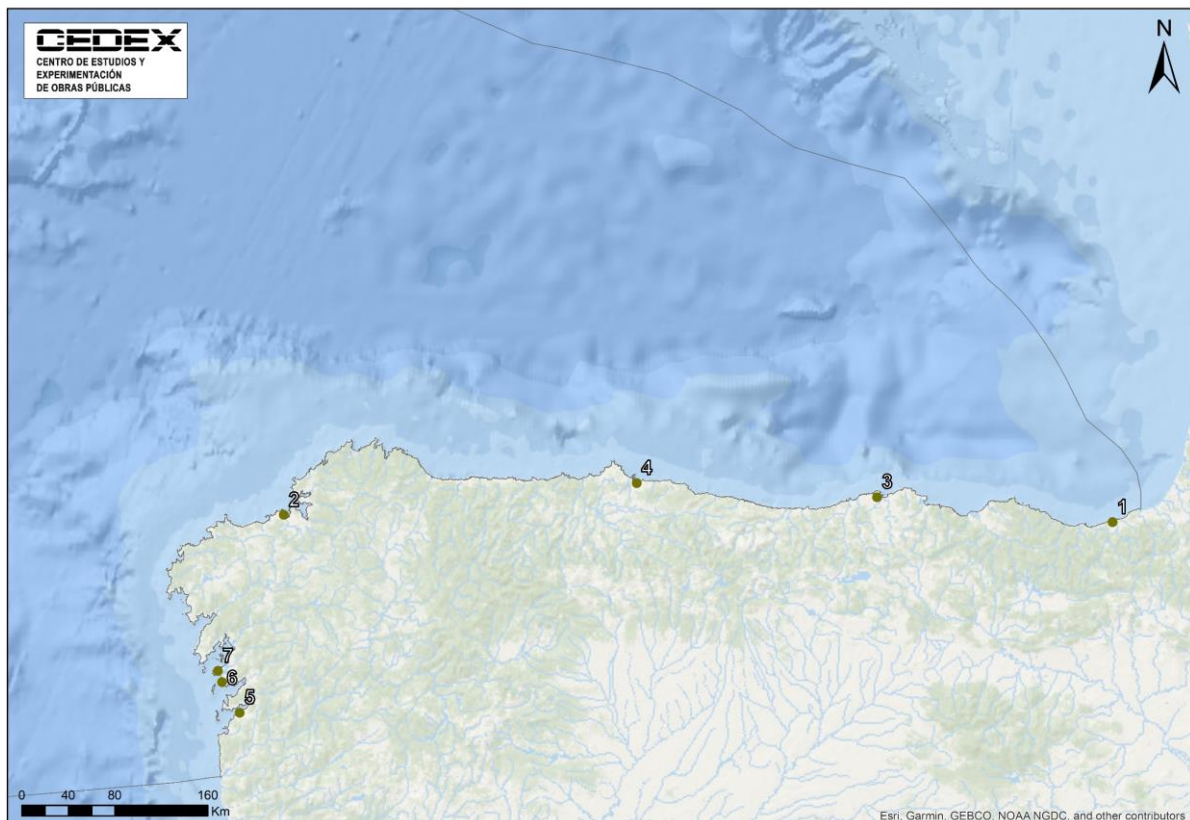 CEDEX
CENTRO DE ESTUDIOS Y
EXPERIMENTACIÓN
DE OBRAS PÚBLICAS
N
4
3
2
1
7
6
5
0 40 80 160
Km
Esri, Garmin, GEBCO, NOAA NGDC, and other contributors